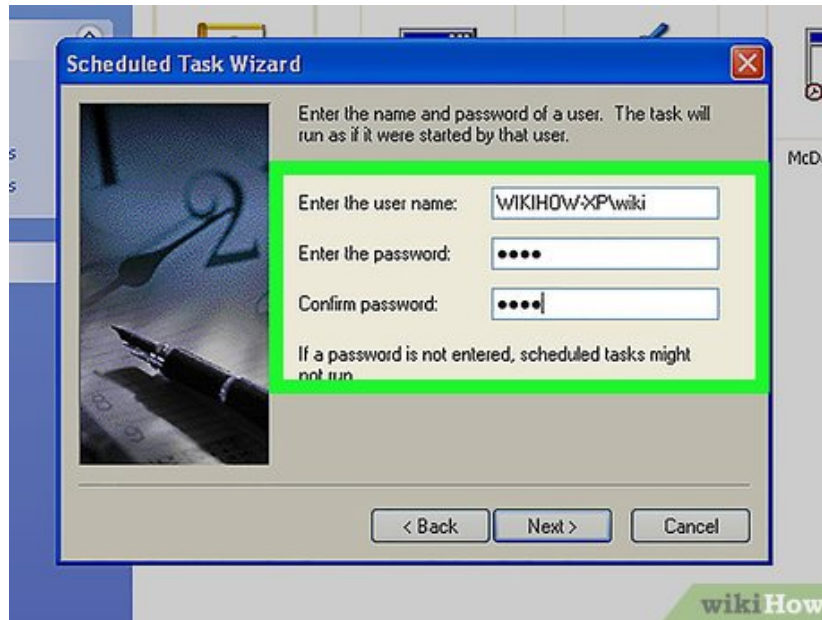 Scheduled Task Wizard
Enter the name and password of a user. The task will
run as if it were started by that user.
s
s
McD
Enter the user name:
WIKIHOW-XP\wiki
Enter the password:
••••
Confirm password:
••••
If a password is not entered, scheduled tasks might
not run
< Back
Next >
Cancel
wikiHow